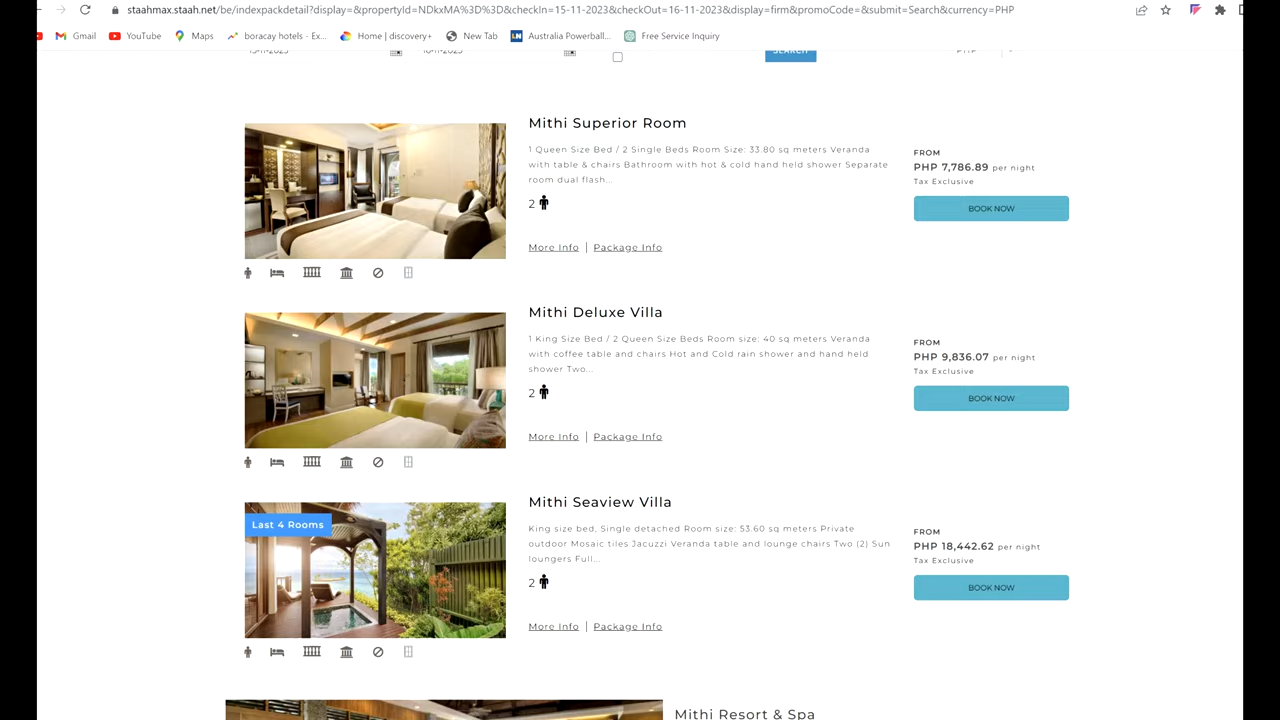 staahmax.staah.net/be/indexpackdetail?display=&propertyId=NDkxMA%3D%3D&checkIn=15-11-2023&checkOut=16-11-2023&display=firm&promoCode=&submit=Search&currency=PHP
Gmail YouTube Maps boracay hotels - Ex... Home | discovery+ New Tab Australia Powerball... Free Service Inquiry
SEARCH
Mithi Superior Room
1 Queen Size Bed / 2 Single Beds Room Size: 33.80 sq meters Veranda
with table & chairs Bathroom with hot & cold hand held shower Separate
room dual flash...
2
More Info | Package Info
FROM
PHP 7,786.89 per night
Tax Exclusive
BOOK NOW
Mithi Deluxe Villa
1 King Size Bed / 2 Queen Size Beds Room size: 40 sq meters Veranda
with coffee table and chairs Hot and Cold rain shower and hand held
shower Two...
2
More Info | Package Info
FROM
PHP 9,836.07 per night
Tax Exclusive
BOOK NOW
Last 4 Rooms
Mithi Seaview Villa
King size bed, Single detached Room size: 53.60 sq meters Private
outdoor Mosaic tiles Jacuzzi Veranda table and lounge chairs Two (2) Sun
loungers Full...
2
More Info | Package Info
FROM
PHP 18,442.62 per night
Tax Exclusive
BOOK NOW
Mithi Resort & Spa